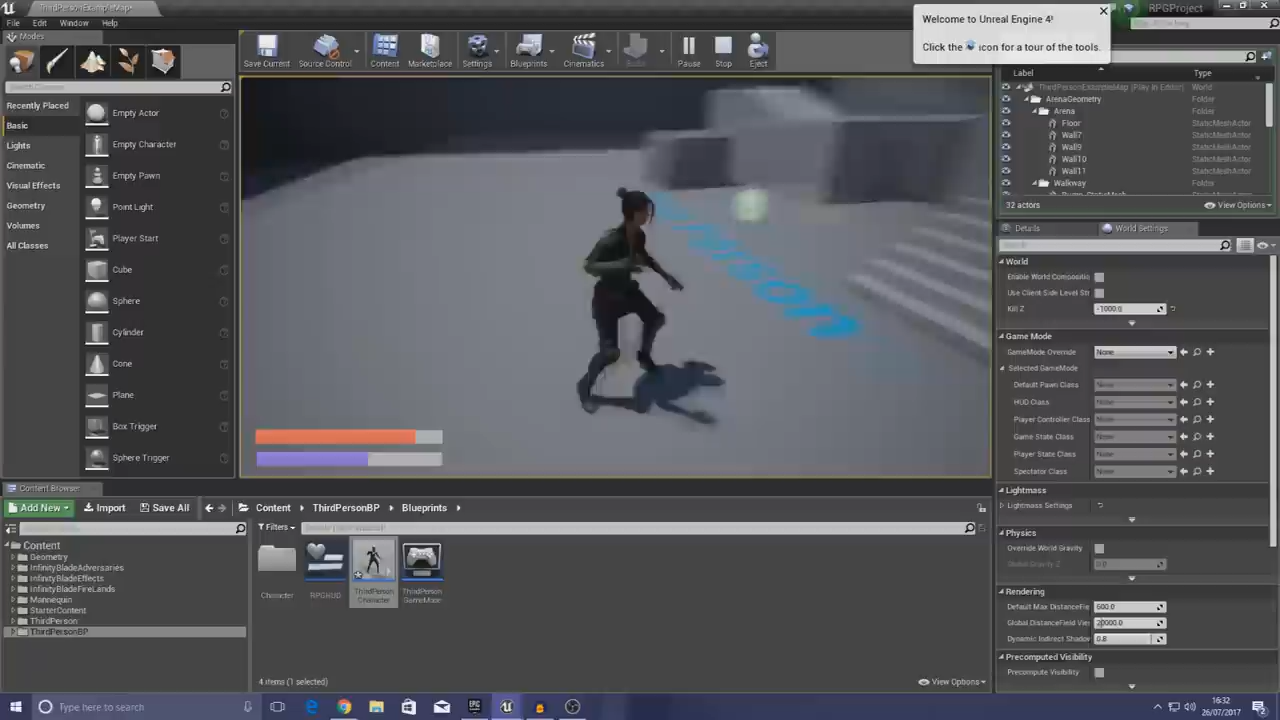 ThirdPersonExampleMap*
RPGProject
File Edit Window Help
Welcome to Unreal Engine 4!
Click the icon for a tour of the tools.
Modes
Save Current
Source Control
Content
Marketplace
Settings
Blueprints
Cinematics
Pause
Stop
Eject
Recently Placed
Basic
Lights
Cinematic
Visual Effects
Geometry
Volumes
All Classes
Empty Actor
Empty Character
Empty Pawn
Point Light
Player Start
Cube
Sphere
Cylinder
Cone
Plane
Box Trigger
Sphere Trigger
Label Type
ThirdPersonExampleMap (Play In Editor) World
ArenaGeometry Folder
Arena Folder
Floor StaticMeshActor
Wall7 StaticMeshActor
Wall9 StaticMeshActor
Wall10 StaticMeshActor
Wall11 StaticMeshActor
Walkway Folder
32 actors
View Options
Details
World Settings
World
Enable World Compositio
Use Client Side Level Str
Kill Z -1000.0
Game Mode
GameMode Override None
Selected GameMode
Default Pawn Class None
HUD Class None
Player Controller Class None
Game State Class None
Player State Class None
Spectator Class None
Lightmass
Lightmass Settings
Physics
Override World Gravity
Global Gravity Z 0.0
Rendering
Default Max DistanceFie 600.0
Global DistanceField Vie 20000.0
Dynamic Indirect Shadow 0.8
Precomputed Visibility
Precompute Visibility
Content Browser
Add New
Import
Save All
Content
ThirdPersonBP
Blueprints
Filters
Content
Geometry
InfinityBladeAdversaries
InfinityBladeEffects
InfinityBladeFireLands
Mannequin
StarterContent
ThirdPerson
ThirdPersonBP
Character
RPGHUD
ThirdPerson
Character
ThirdPerson
GameMode
4 items (1 selected)
View Options
Type here to search
16:32
26/07/2017